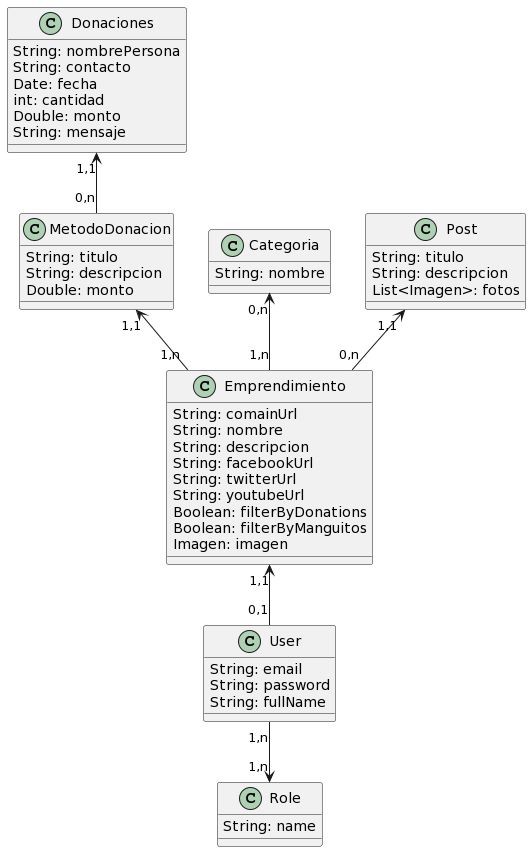 C Donaciones
String: nombrePersona
String: contacto
Date: fecha
int: cantidad
Double: monto
String: mensaje
1,1
0,n
C MetodoDonacion
String: titulo
String: descripcion
Double: monto
C Categoria
String: nombre
C Post
String: titulo
String: descripcion
List<Imagen>: fotos
1,1
1,n
0,n
1,n
1,1
0,n
C Emprendimiento
String: comainUrl
String: nombre
String: descripcion
String: facebookUrl
String: twitterUrl
String: youtubeUrl
Boolean: filterByDonations
Boolean: filterByManguitos
Imagen: imagen
1,1
0,1
C User
String: email
String: password
String: fullName
1,n
1,n
C Role
String: name